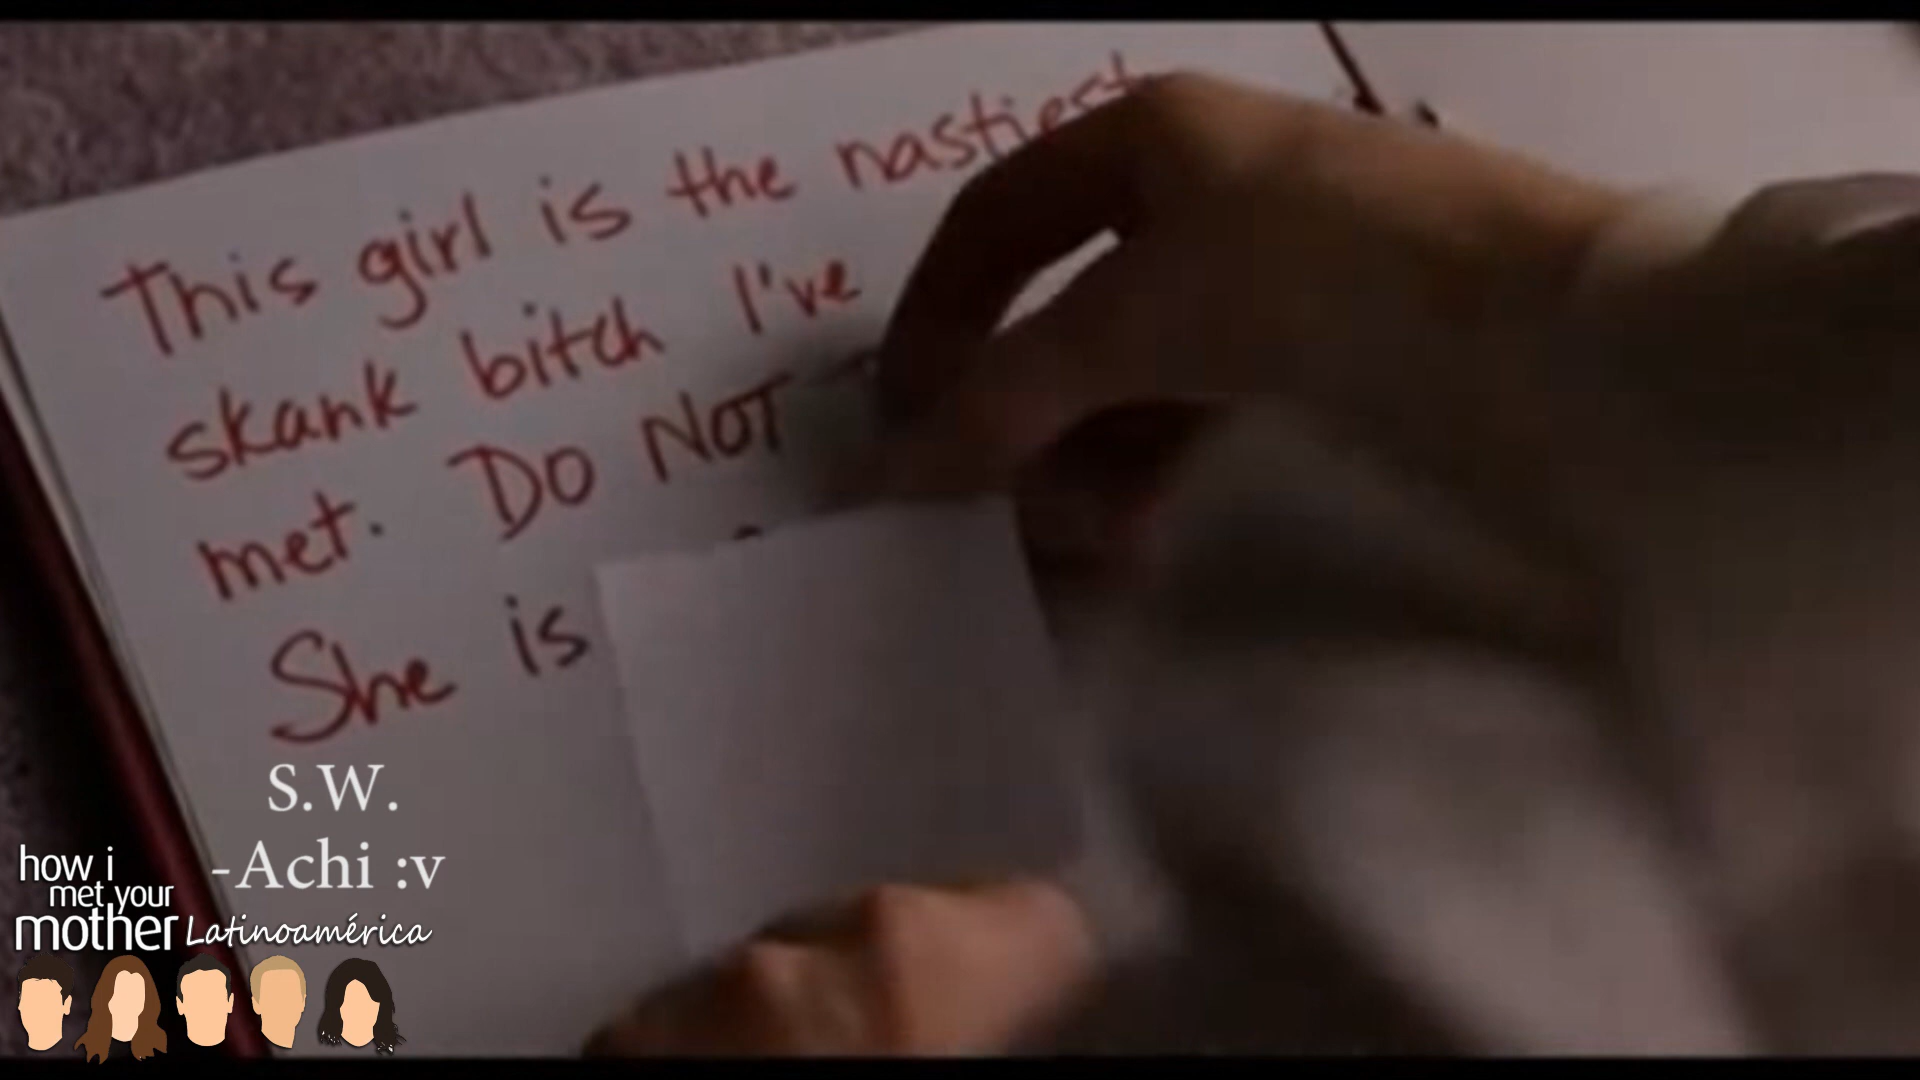 This girl is the nastiest
skank bitch I've
met. Do NOT
She is
S.W.
-Achi :v
how i
met your
mother Latinoamérica